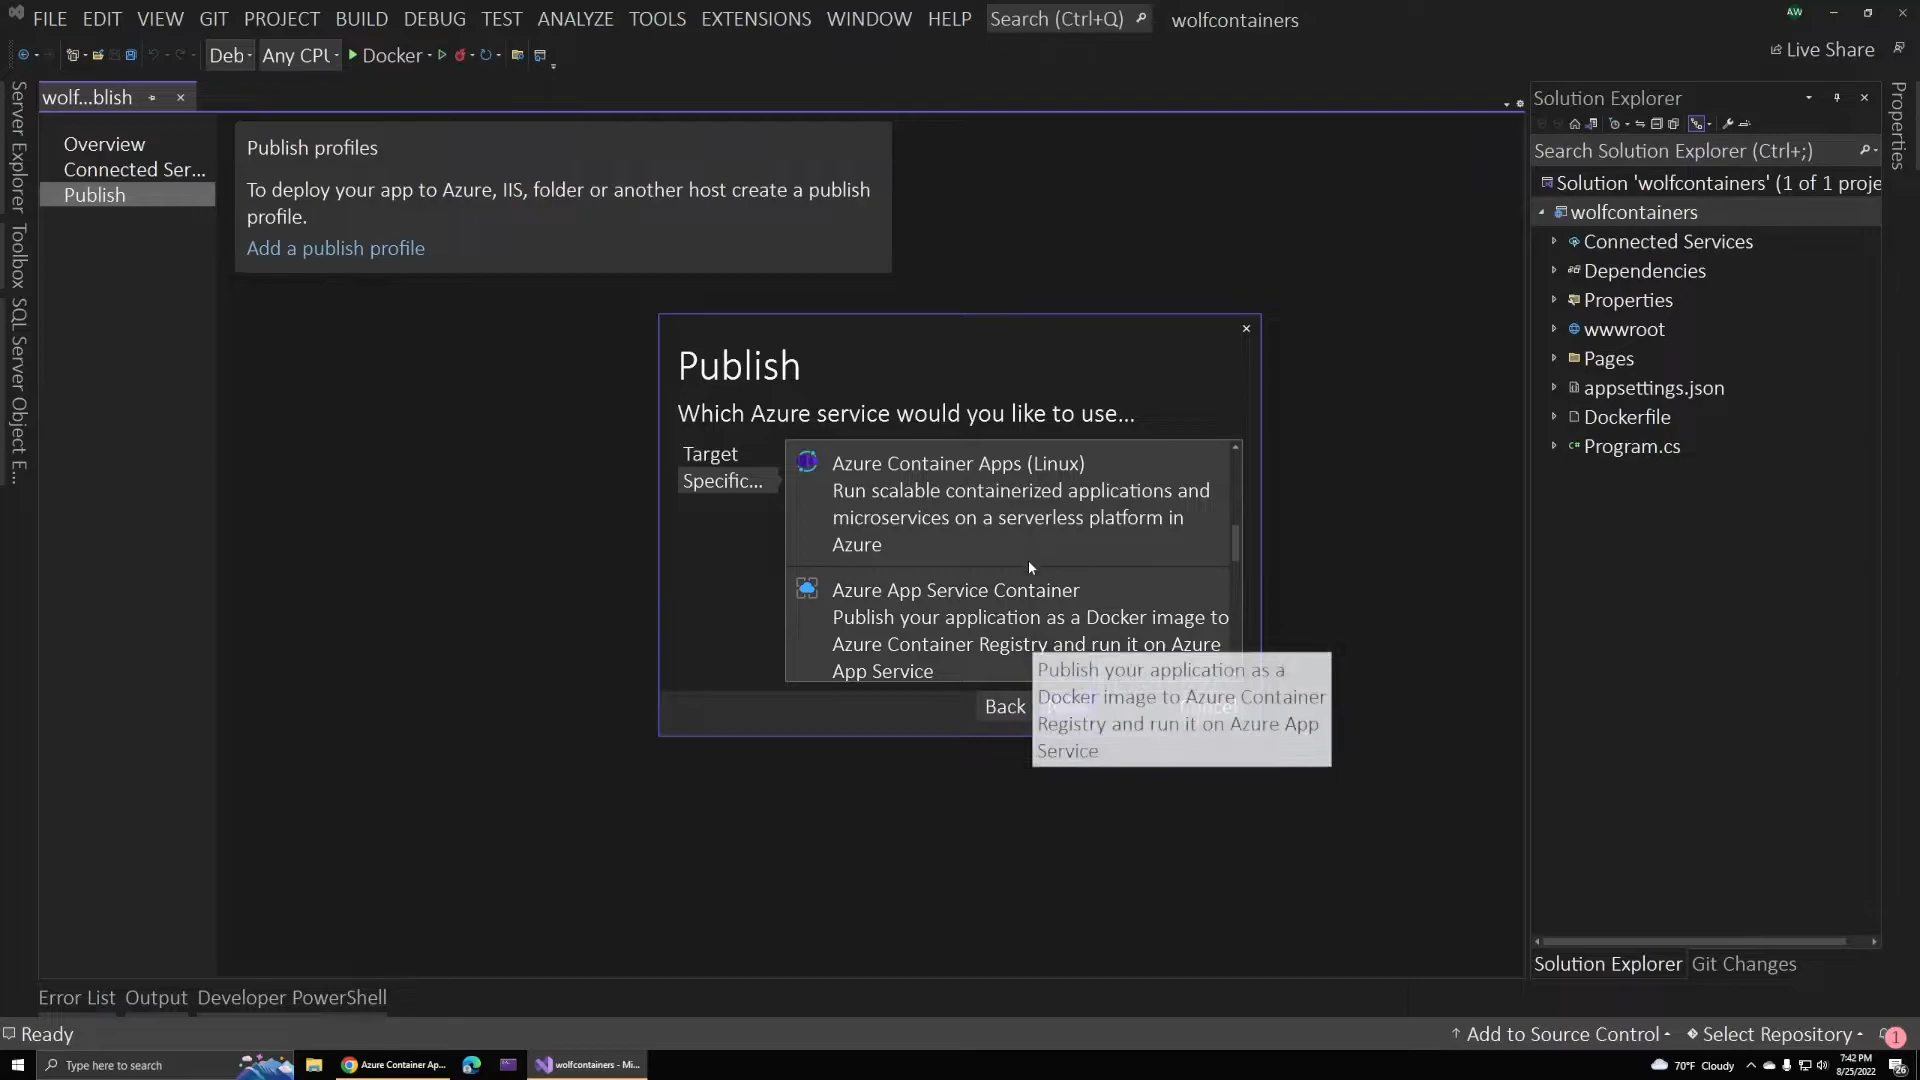 FILE EDIT VIEW GIT PROJECT BUILD DEBUG TEST ANALYZE TOOLS EXTENSIONS WINDOW HELP Search (Ctrl+Q) wolfcontainers AW
Deb Any CPU Docker Live Share
Server Explorer
Toolbox
SQL Server Object E...
wolf...blish
Overview
Connected Ser...
Publish
Publish profiles
To deploy your app to Azure, IIS, folder or another host create a publish
profile.
Add a publish profile
Publish
Which Azure service would you like to use...
Target
Specific...
Azure Container Apps (Linux)
Run scalable containerized applications and
microservices on a serverless platform in
Azure
Azure App Service Container
Publish your application as a Docker image to
Azure Container Registry and run it on Azure
App Service
Back
Cancel
Publish your application as a
Docker image to Azure Container
Registry and run it on Azure App
Service
Solution Explorer
Search Solution Explorer (Ctrl+;)
Solution 'wolfcontainers' (1 of 1 proje
wolfcontainers
Connected Services
Dependencies
Properties
wwwroot
Pages
appsettings.json
Dockerfile
C# Program.cs
Solution Explorer Git Changes
Properties
Error List Output Developer PowerShell
Ready
Add to Source Control Select Repository 1
Type here to search
Azure Container Ap...
wolfcontainers - Mi...
70°F Cloudy
7:42 PM
8/25/2022
26